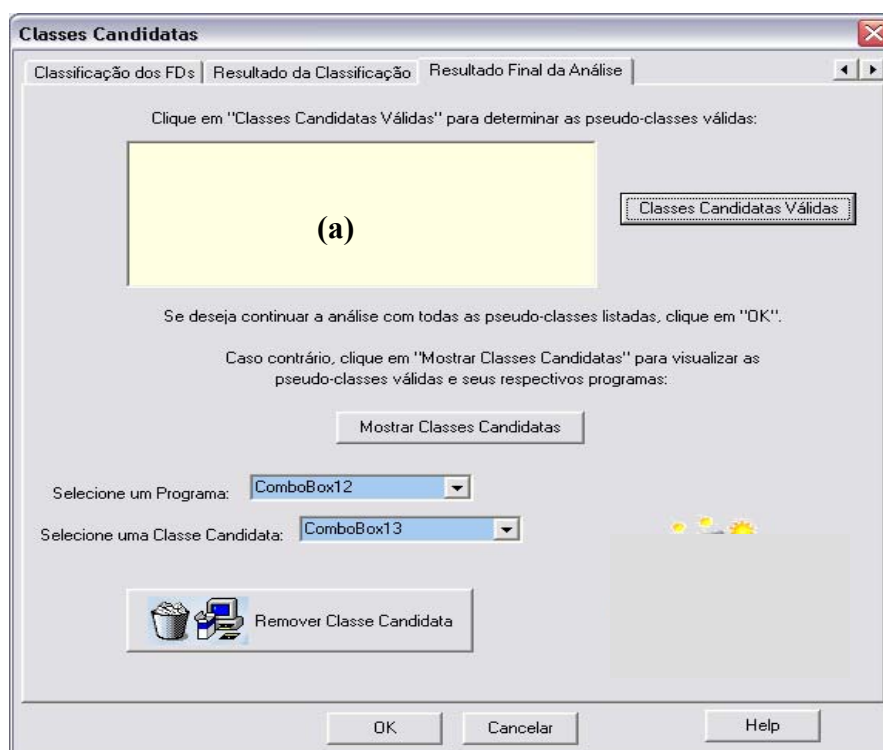 Classes Candidatas
Classificação dos FDs Resultado da Classificação Resultado Final da Análise
Clique em "Classes Candidatas Válidas" para determinar as pseudo-classes válidas:
(a)
Classes Candidatas Válidas
Se deseja continuar a análise com todas as pseudo-classes listadas, clique em "OK".
Caso contrário, clique em "Mostrar Classes Candidatas" para visualizar as
pseudo-classes válidas e seus respectivos programas:
Mostrar Classes Candidatas
Selecione um Programa: ComboBox12
Selecione uma Classe Candidata: ComboBox13
Remover Classe Candidata
OK Cancelar Help